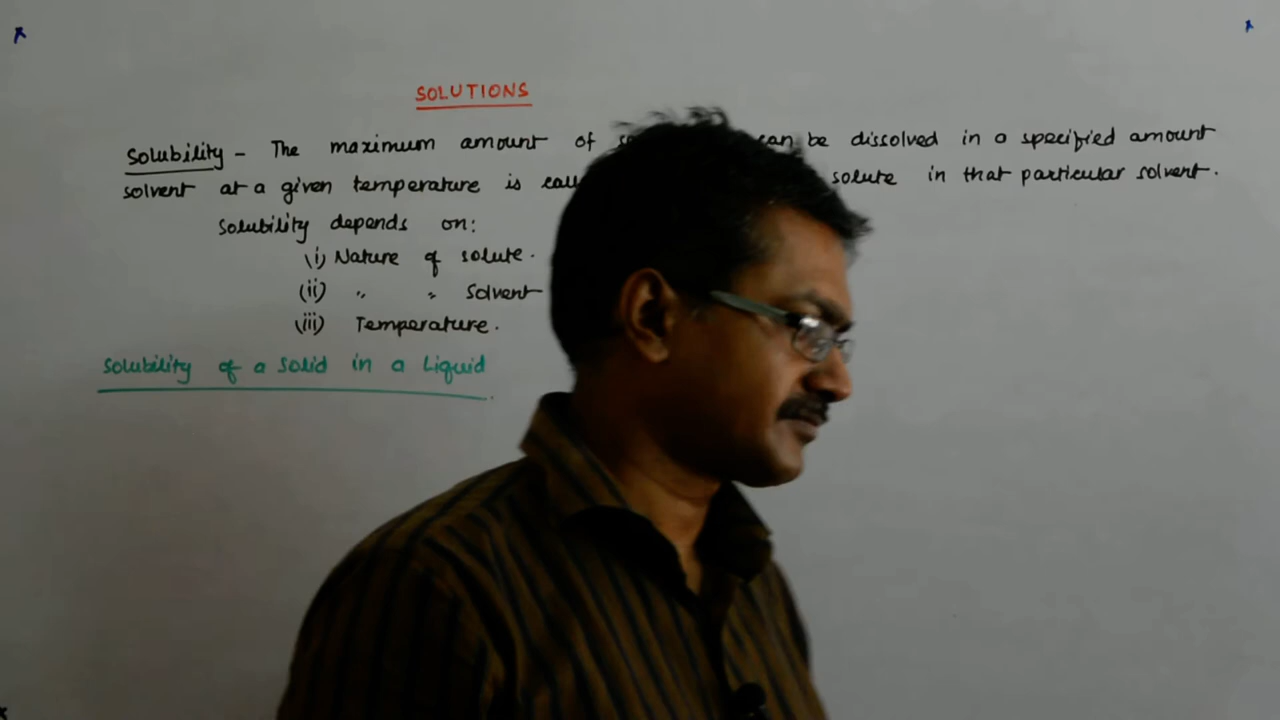 SOLUTIONS
Solubility - The maximum amount of can be dissolved in a specified amount
solvent at a given temperature is solute in that particular solvent.
Solubility depends on:
(i) Nature of solute.
(ii) " " Solvent
(iii) Temperature.
Solubility of a Solid in a Liquid